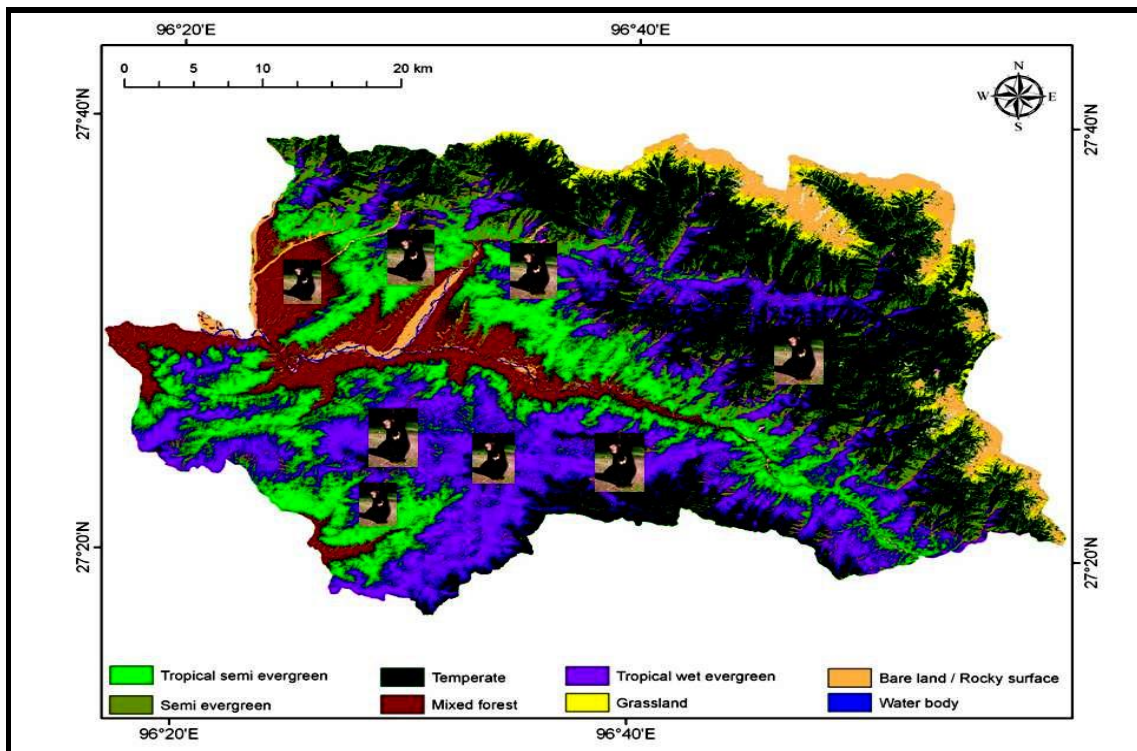 96°20'E 96°40'E
0 5 10 20 km
N
W E
S
27°40'N 27°40'N
27°20'N 27°20'N
Tropical semi evergreen Temperate Tropical wet evergreen Bare land / Rocky surface
Semi evergreen Mixed forest Grassland Water body
96°20'E 96°40'E